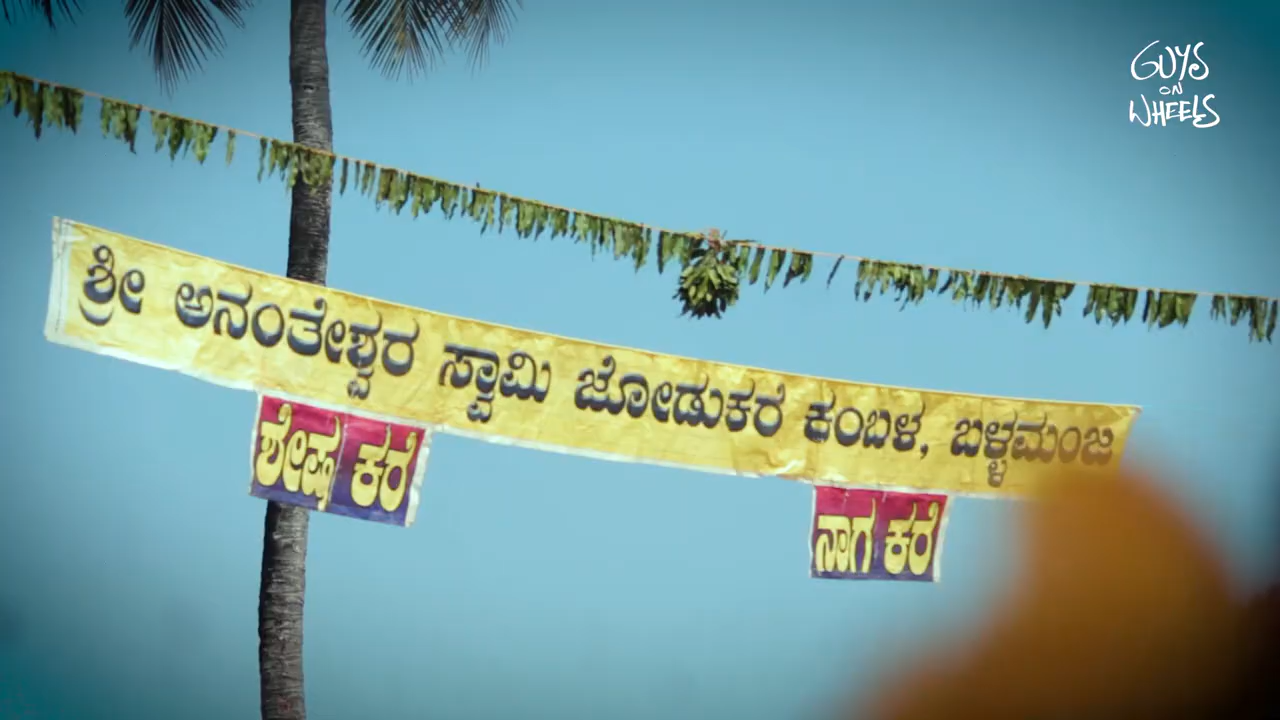 GUYS
ON
WHEELS
ಶ್ರೀ ಅನಂತೇಶ್ವರ ಸ್ವಾಮಿ ಜೋಡುಕರೆ ಕಂಬಳ, ಬಳ್ಳಮಂಜ
ಶೇಷ ಕರೆ
ನಾಗ ಕರೆ